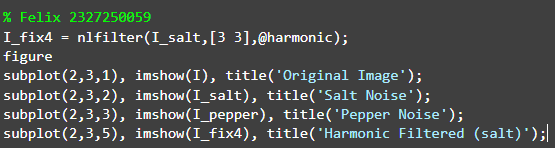 % Felix 2327250059
I_fix4 = nlfilter(I_salt,[3 3],@harmonic);
figure
subplot(2,3,1), imshow(I), title('Original Image');
subplot(2,3,2), imshow(I_salt), title('Salt Noise');
subplot(2,3,3), imshow(I_pepper), title('Pepper Noise');
subplot(2,3,5), imshow(I_fix4), title('Harmonic Filtered (salt)');